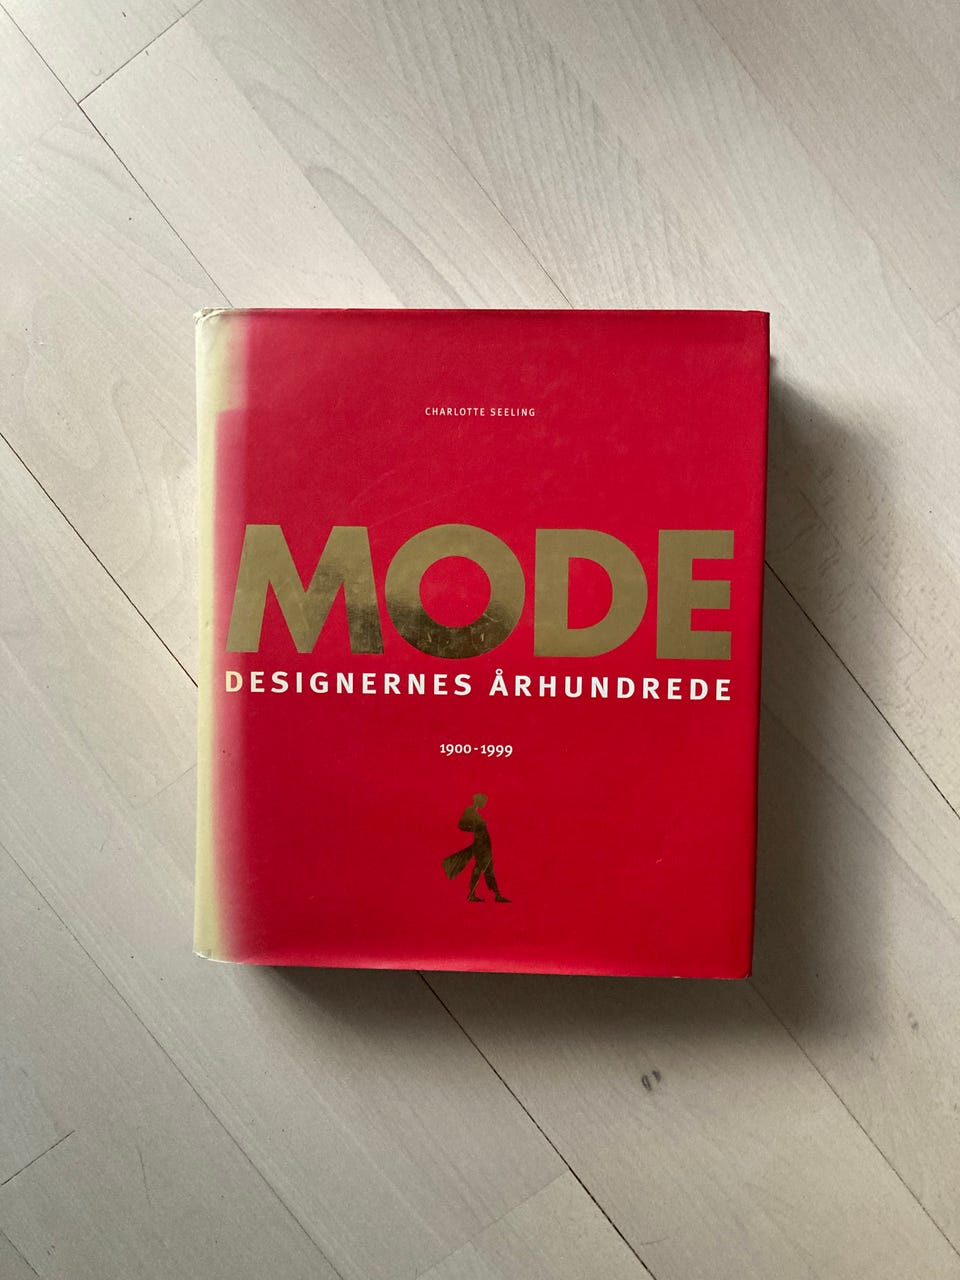 CHARLOTTE SEELING
MODE
DESIGNERNES ÅRHUNDREDE
1900-1999